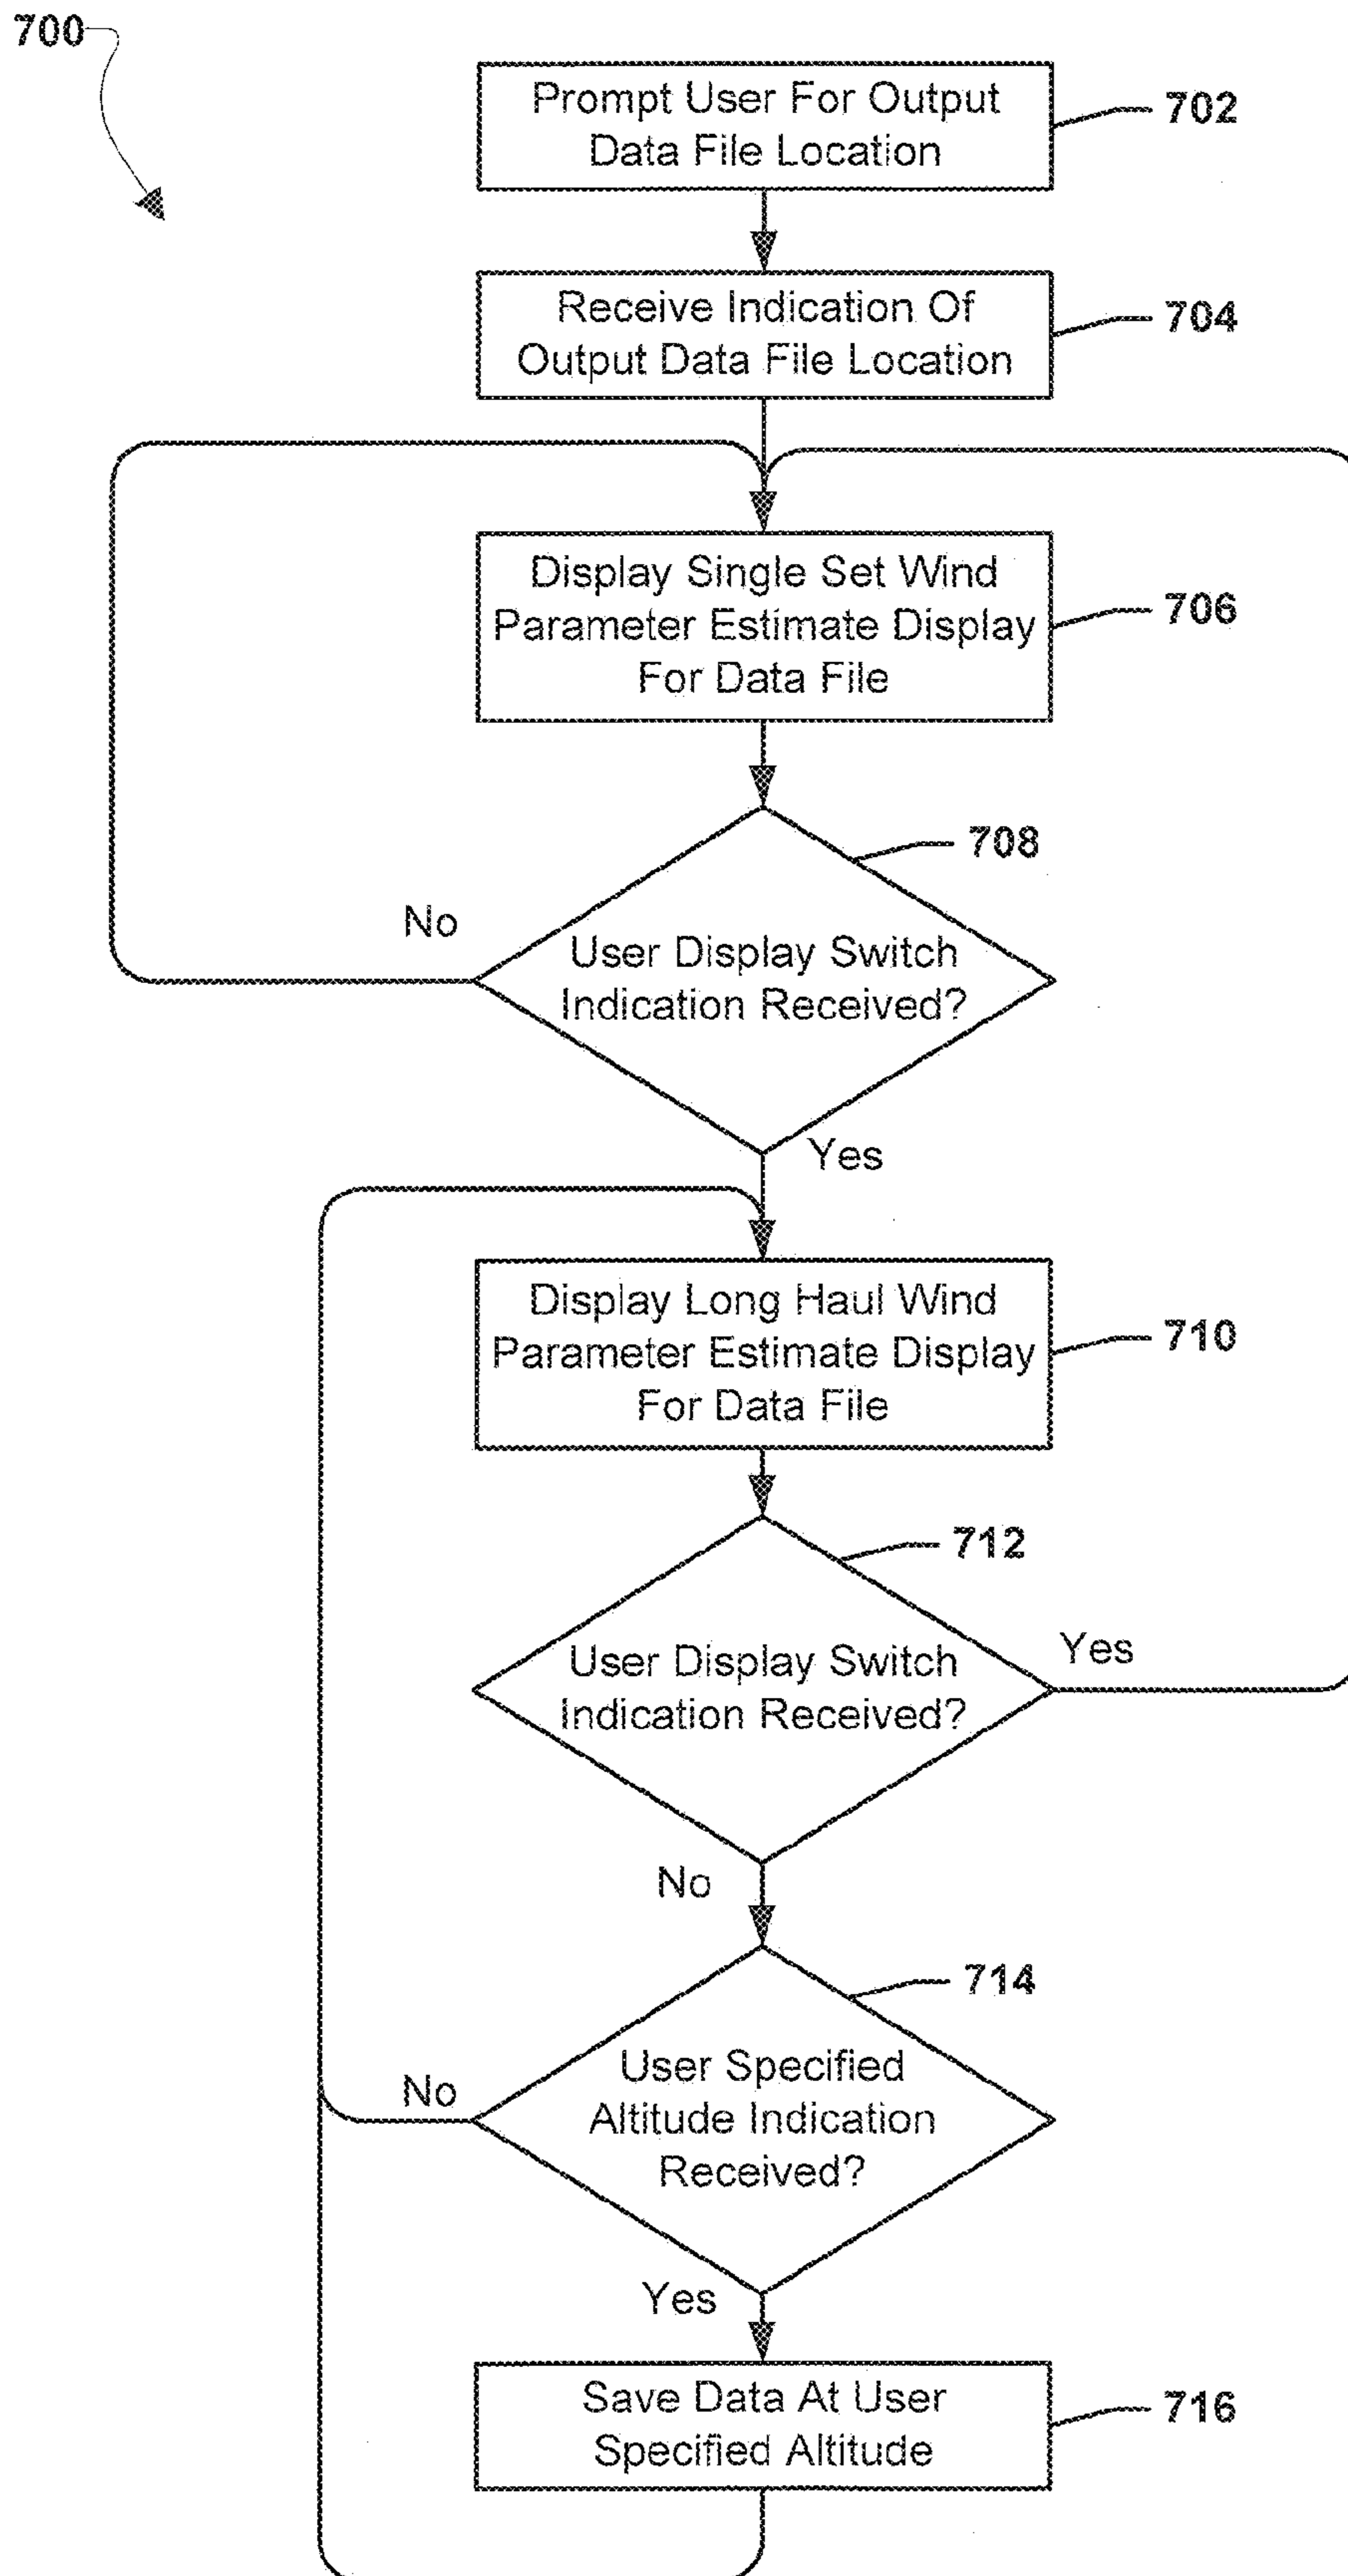 700
Prompt User For Output
Data File Location
702
Receive Indication Of
Output Data File Location
704
Display Single Set Wind
Parameter Estimate Display
For Data File
706
708
No
User Display Switch
Indication Received?
Yes
Display Long Haul Wind
Parameter Estimate Display
For Data File
710
712
User Display Switch
Indication Received?
Yes
No
714
User Specified
Altitude Indication
Received?
No
Yes
Save Data At User
Specified Altitude
716